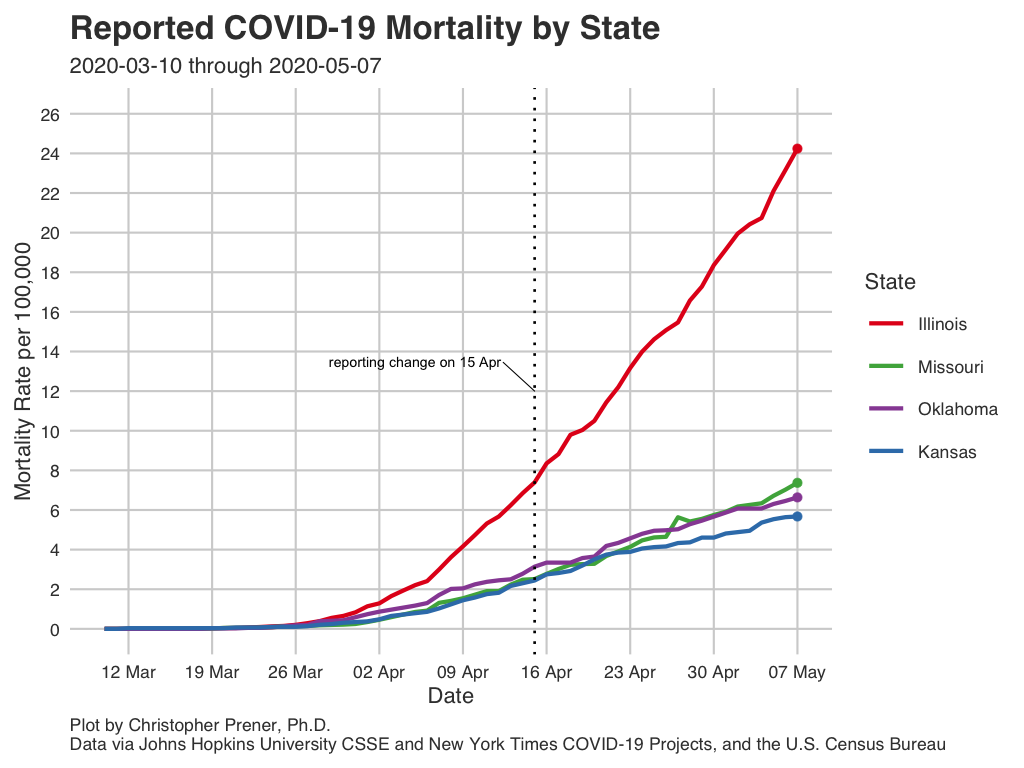 Reported COVID-19 Mortality by State
2020-03-10 through 2020-05-07
26
24
22
20
18
16
14
12
10
8
6
4
2
0
Mortality Rate per 100,000
reporting change on 15 Apr
12 Mar
19 Mar
26 Mar
02 Apr
09 Apr
16 Apr
23 Apr
30 Apr
07 May
Date
State
Illinois
Missouri
Oklahoma
Kansas
Plot by Christopher Prener, Ph.D.
Data via Johns Hopkins University CSSE and New York Times COVID-19 Projects, and the U.S. Census Bureau